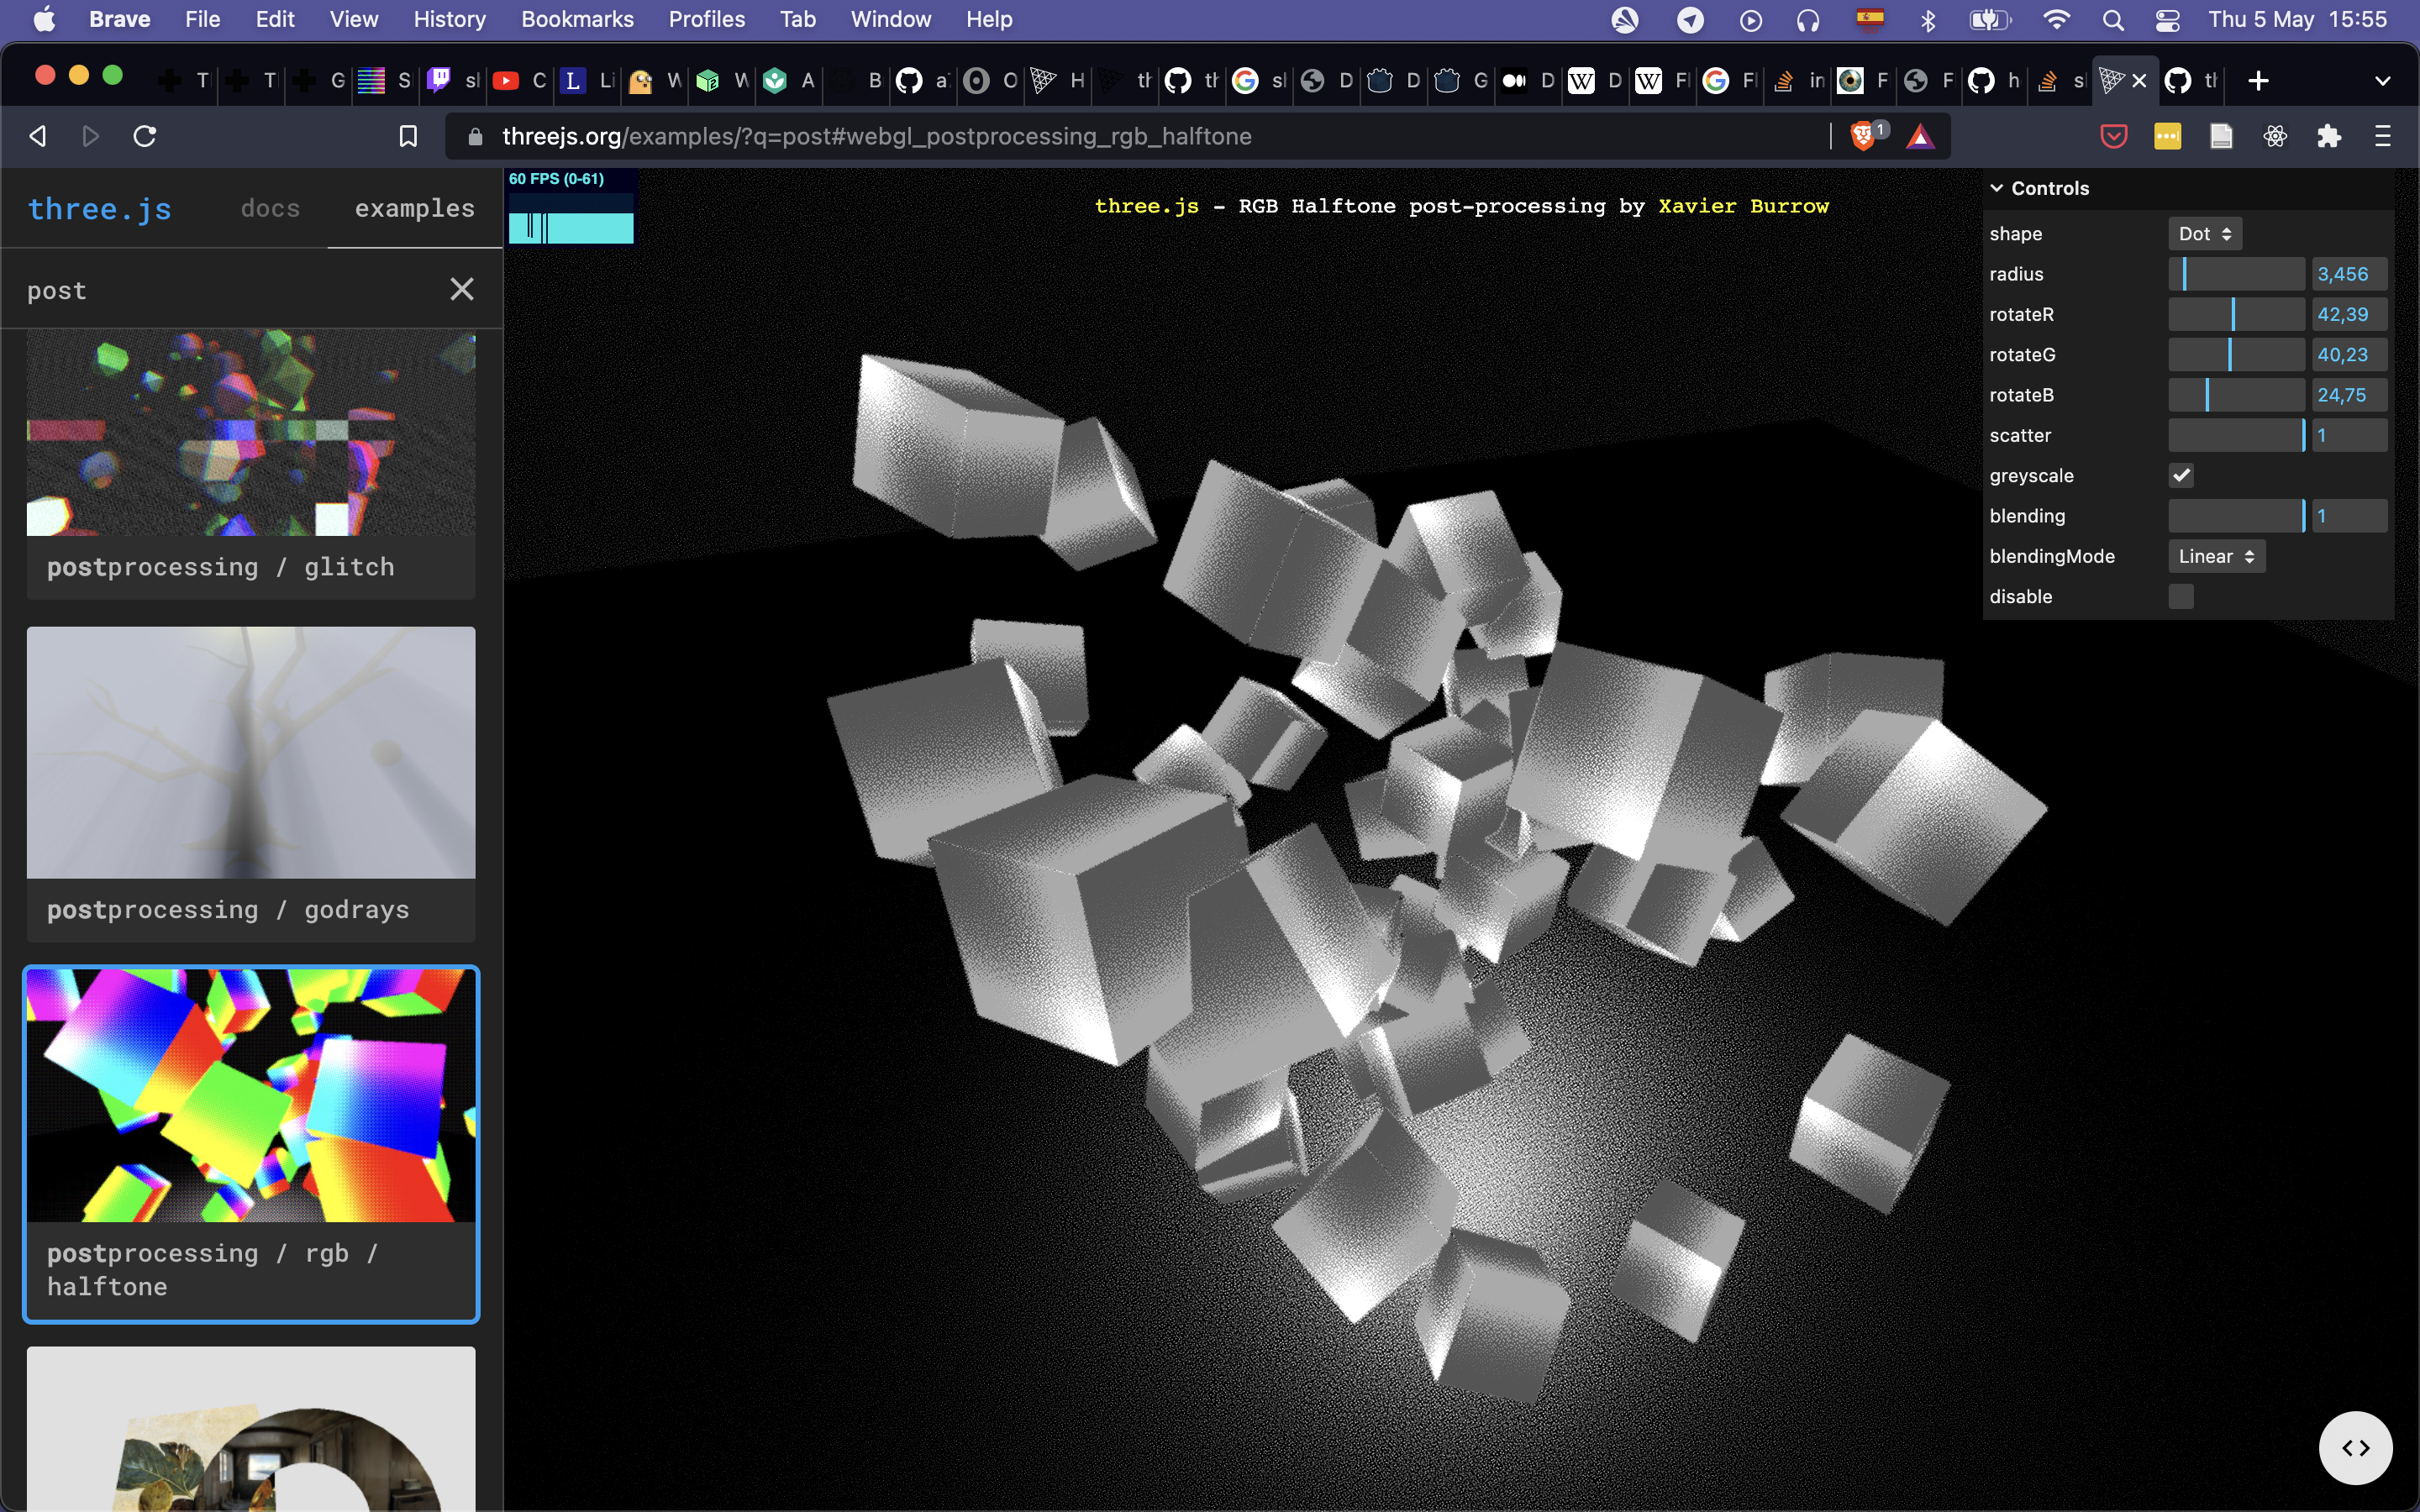 Brave File Edit View History Bookmarks Profiles Tab Window Help Thu 5 May 15:55
T T G S sl C L Li W W A B a O H th th G sl D D G D W D W Fl G Fl in F F h s th
threejs.org/examples/?q=post#webgl_postprocessing_rgb_halftone 1
three.js docs examples
post
postprocessing / glitch
postprocessing / godrays
postprocessing / rgb /
halftone
60 FPS (0-61)
three.js - RGB Halftone post-processing by Xavier Burrow
Controls
shape Dot
radius 3,456
rotateR 42,39
rotateG 40,23
rotateB 24,75
scatter 1
greyscale
blending 1
blendingMode Linear
disable